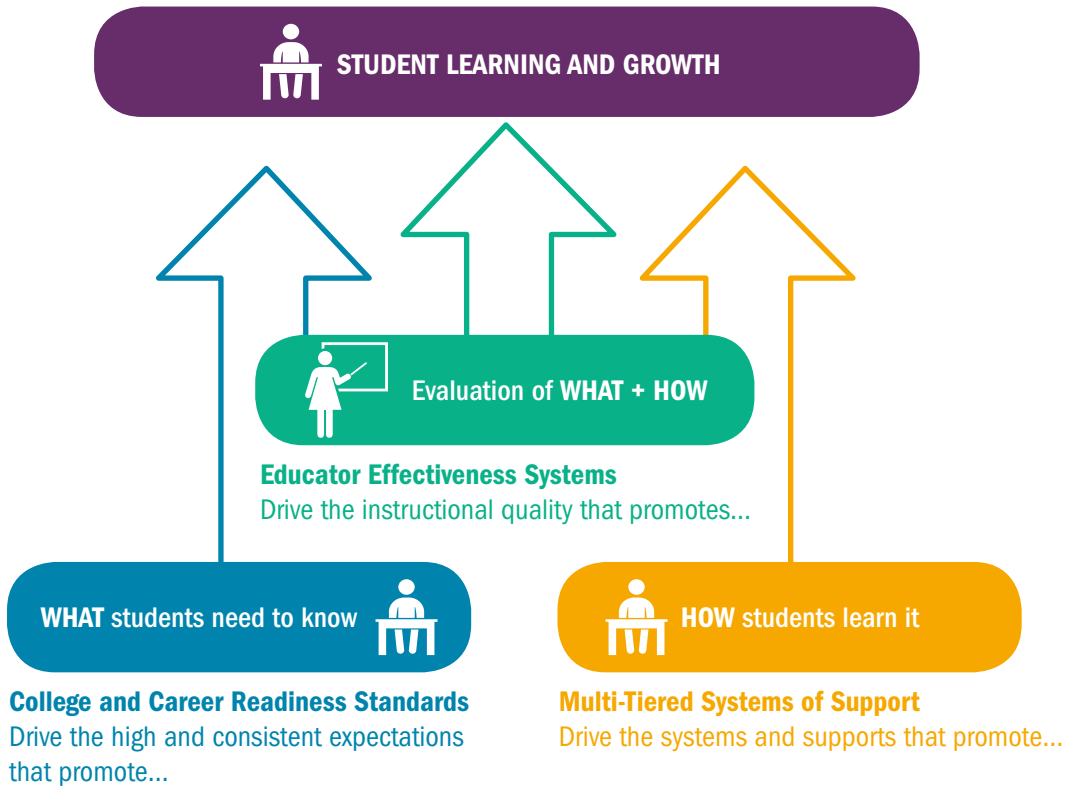 STUDENT LEARNING AND GROWTH
Evaluation of WHAT + HOW
Educator Effectiveness Systems
Drive the instructional quality that promotes...
WHAT students need to know
College and Career Readiness Standards
Drive the high and consistent expectations
that promote...
HOW students learn it
Multi-Tiered Systems of Support
Drive the systems and supports that promote...